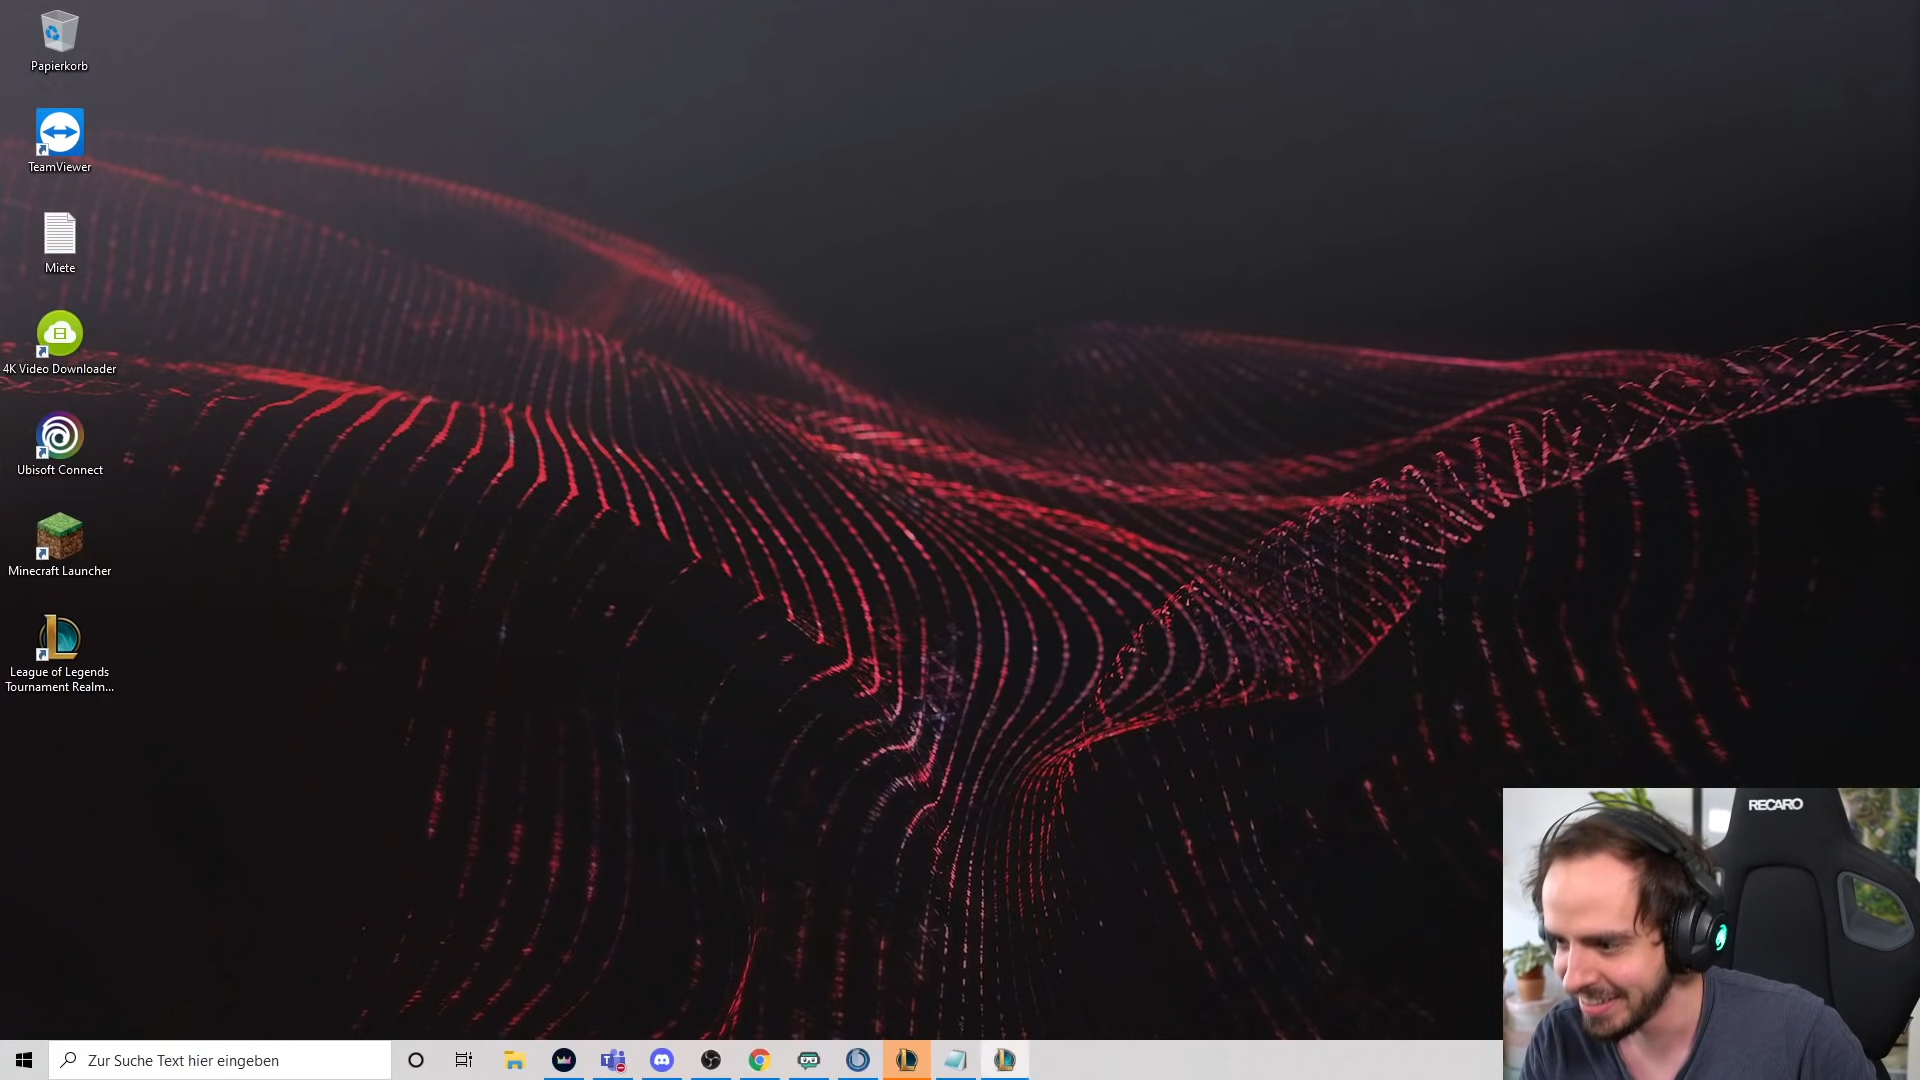 Papierkorb
TeamViewer
Miete
4K Video Downloader
Ubisoft Connect
Minecraft Launcher
League of Legends
Tournament Realm...
RECARO
Zur Suche Text hier eingeben